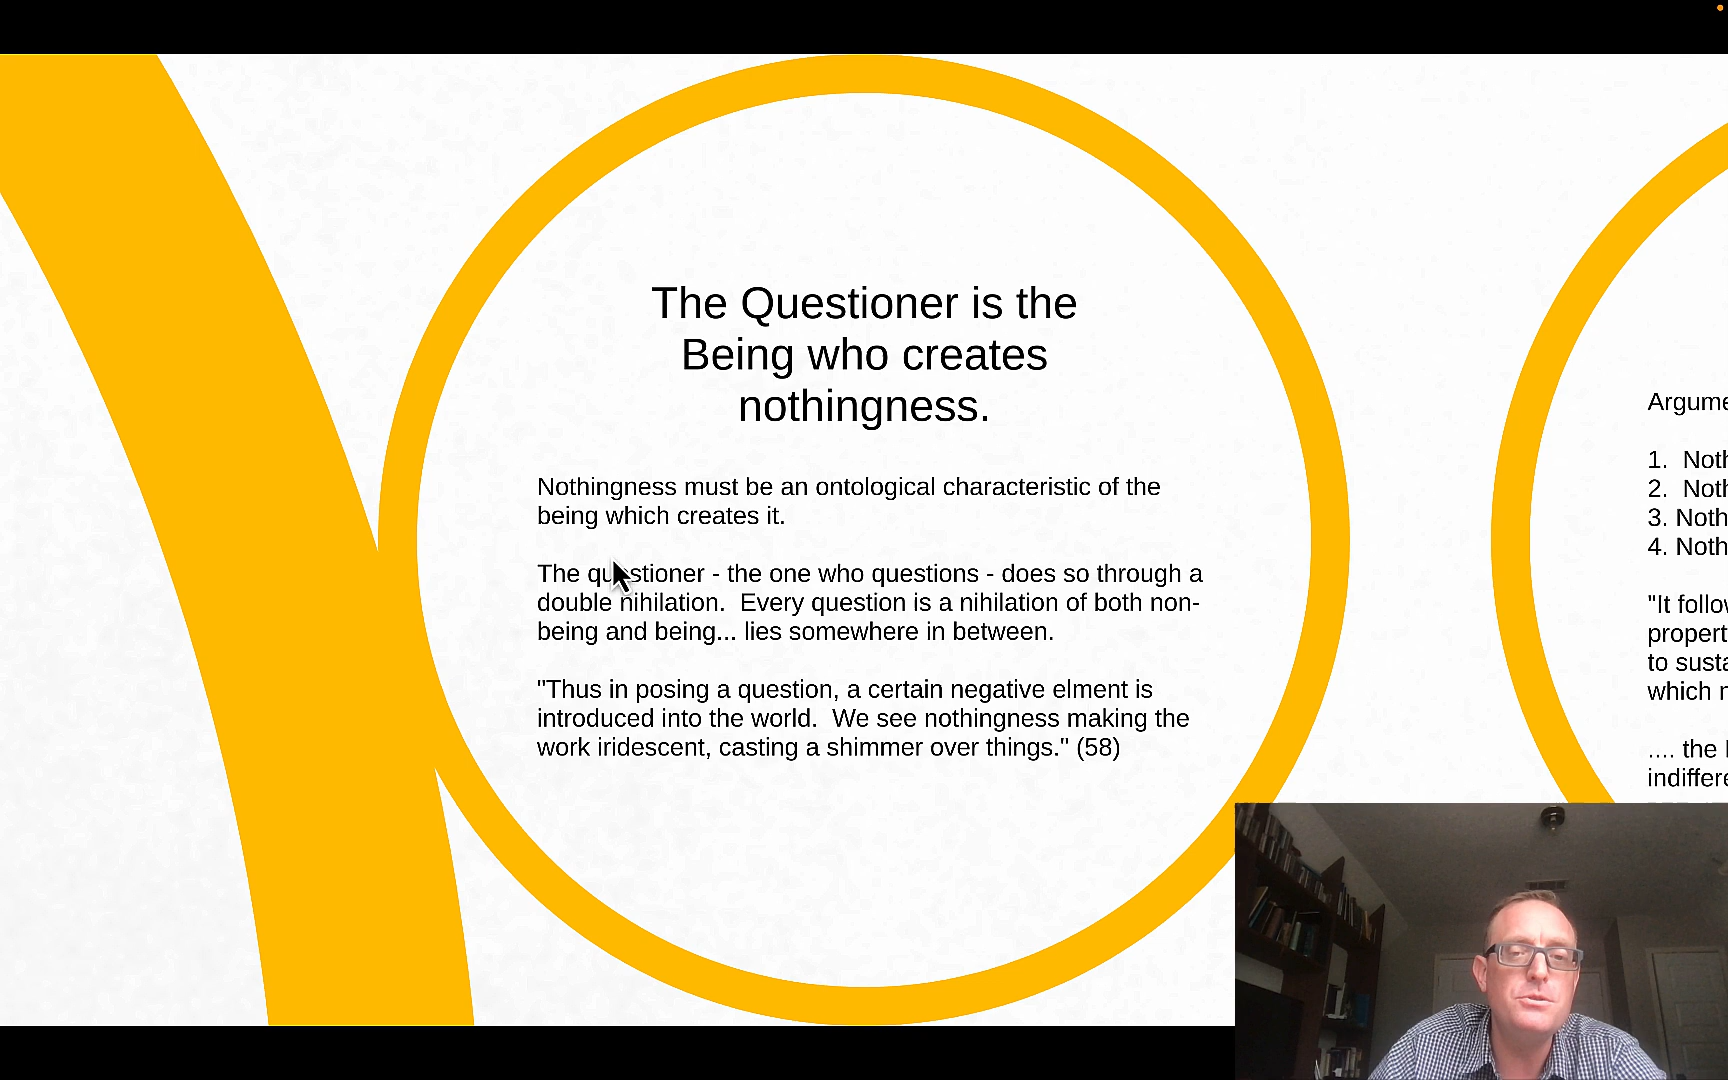 The Questioner is the
Being who creates
nothingness.
Nothingness must be an ontological characteristic of the
being which creates it.
The questioner - the one who questions - does so through a
double nihilation.  Every question is a nihilation of both non-
being and being... lies somewhere in between.
"Thus in posing a question, a certain negative elment is
introduced into the world.  We see nothingness making the
work iridescent, casting a shimmer over things." (58)
1.
2.
3.
4.
"It
to
which
.... the